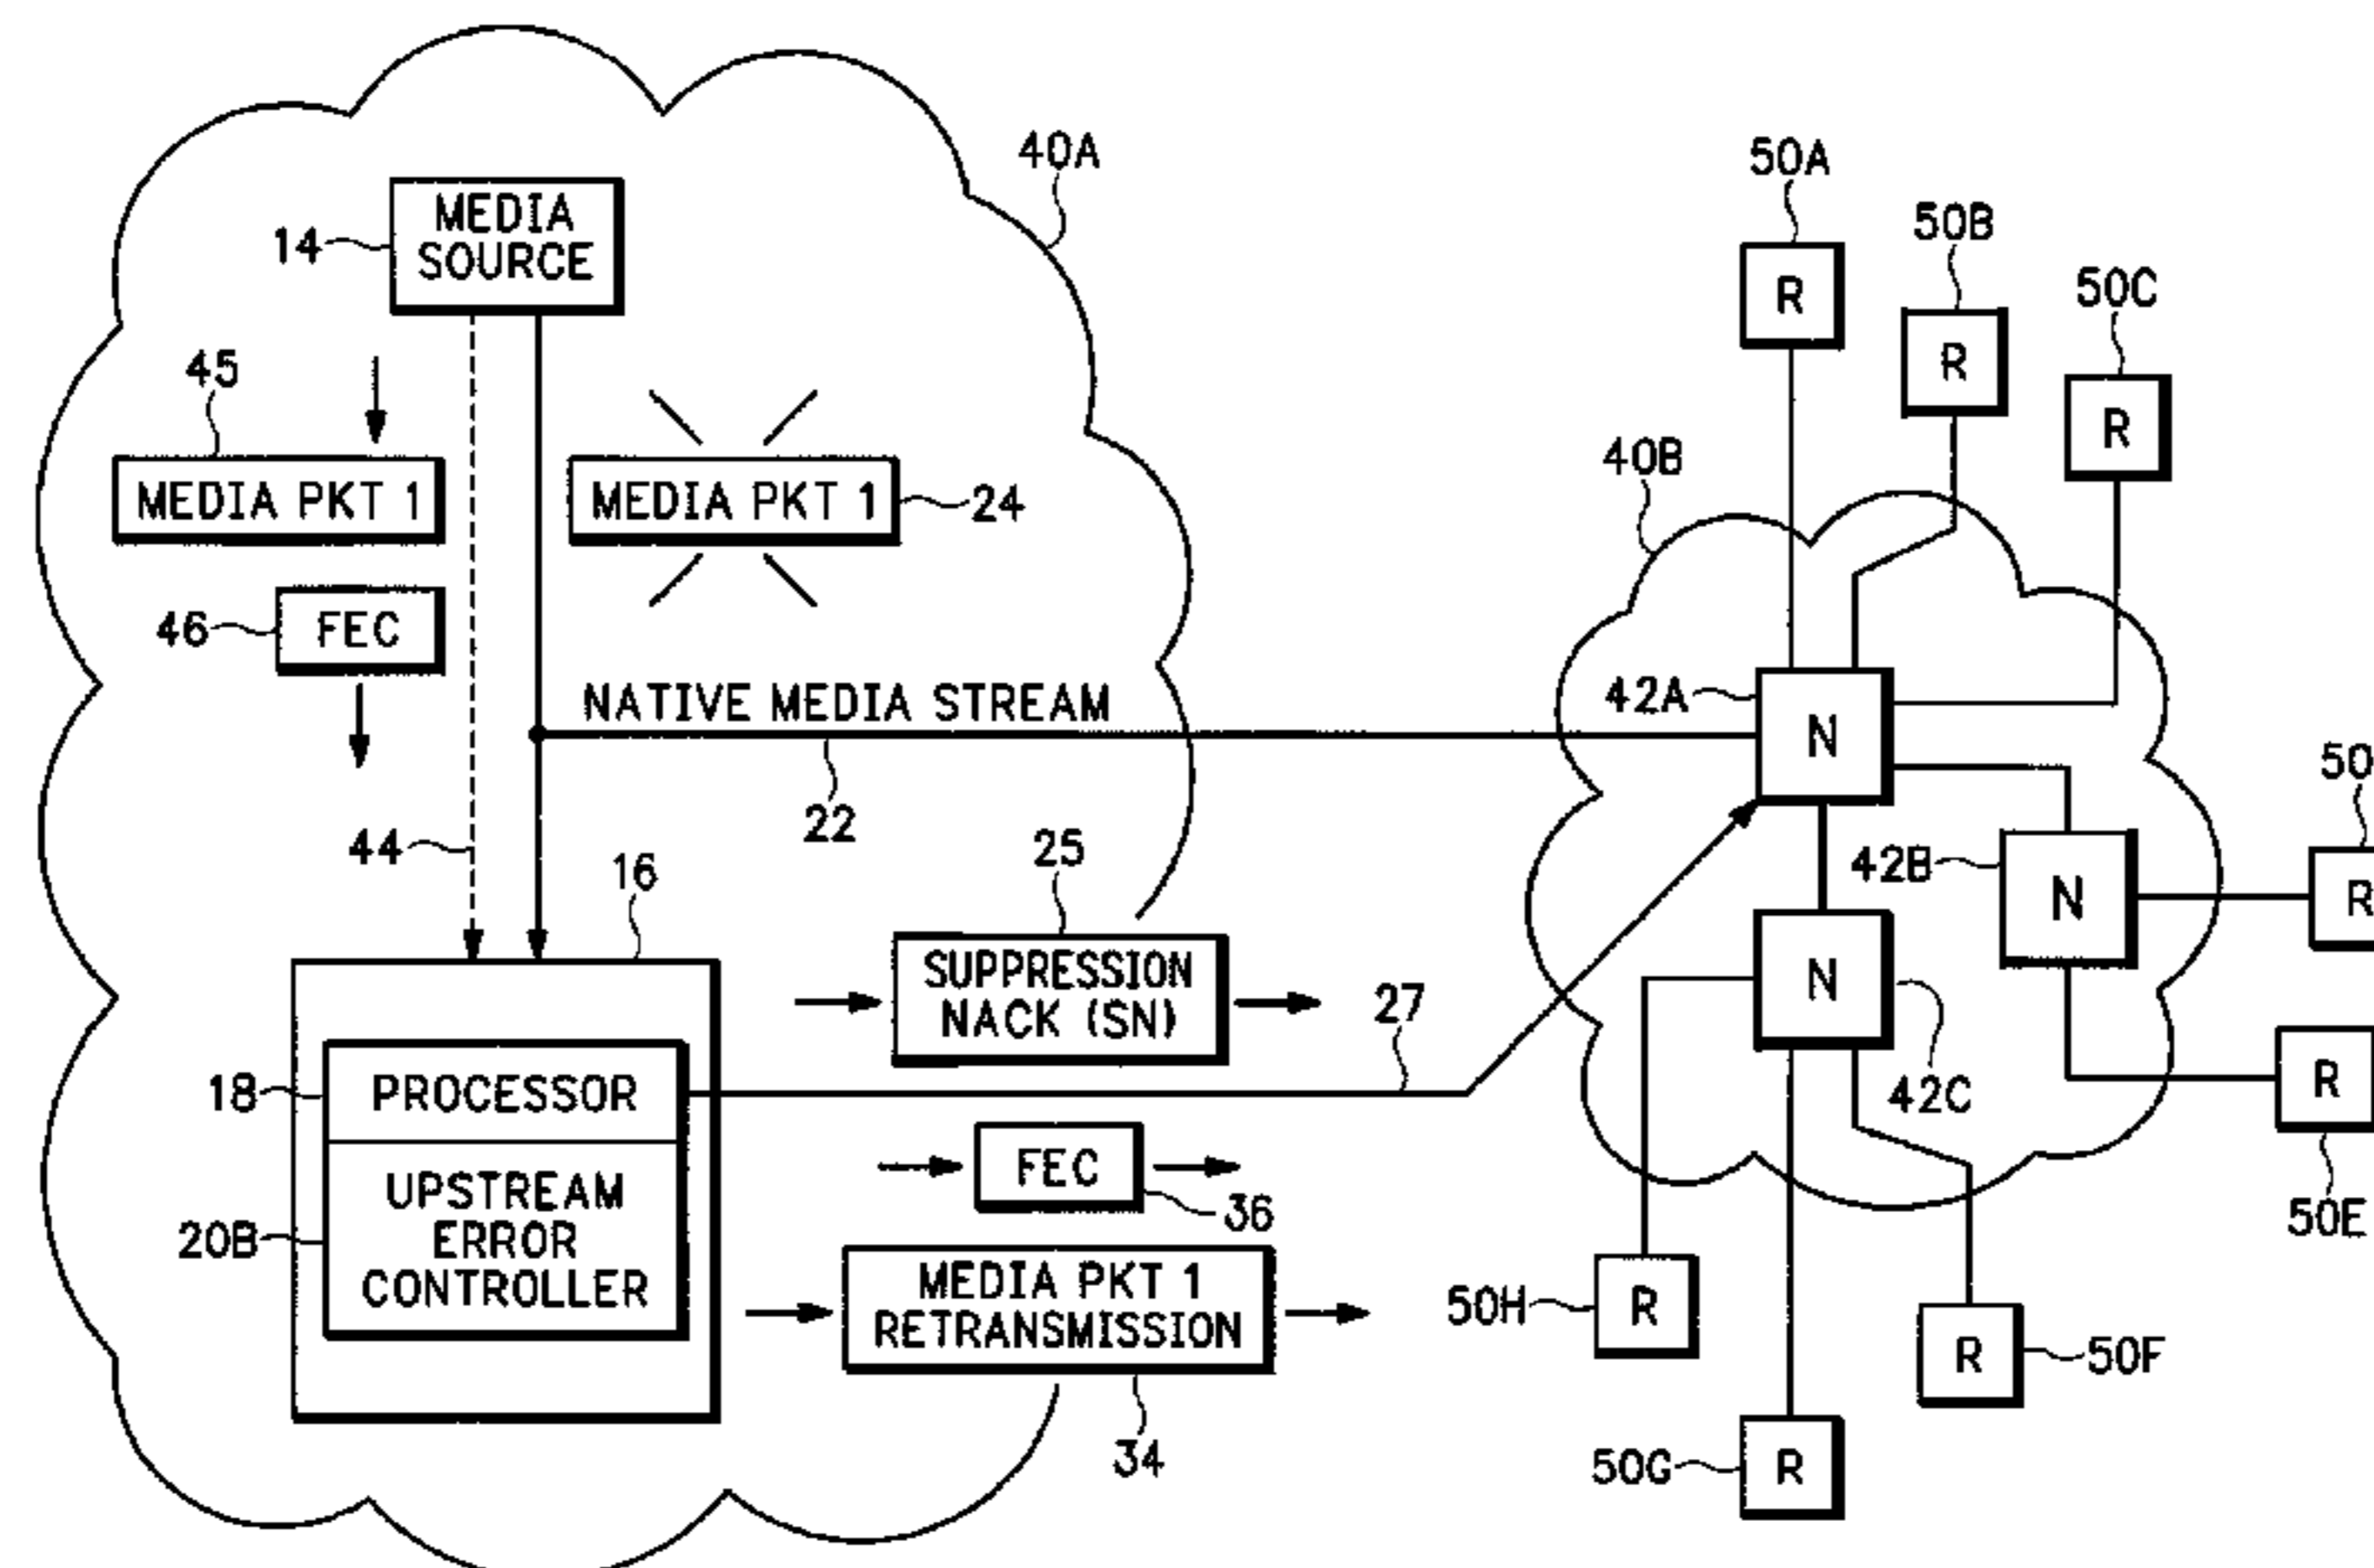 40A
MEDIA
SOURCE
14
45
MEDIA PKT 1
MEDIA PKT 1
24
46
FEC
NATIVE MEDIA STREAM
22
44
16
25
SUPPRESSION
NACK (SN)
27
18
PROCESSOR
20B
UPSTREAM
ERROR
CONTROLLER
FEC
36
MEDIA PKT 1
RETRANSMISSION
34
50A
R
50B
R
50C
R
40B
42A
N
50
42B
N
R
N
42C
R
50E
50H
R
R
50F
50G
R